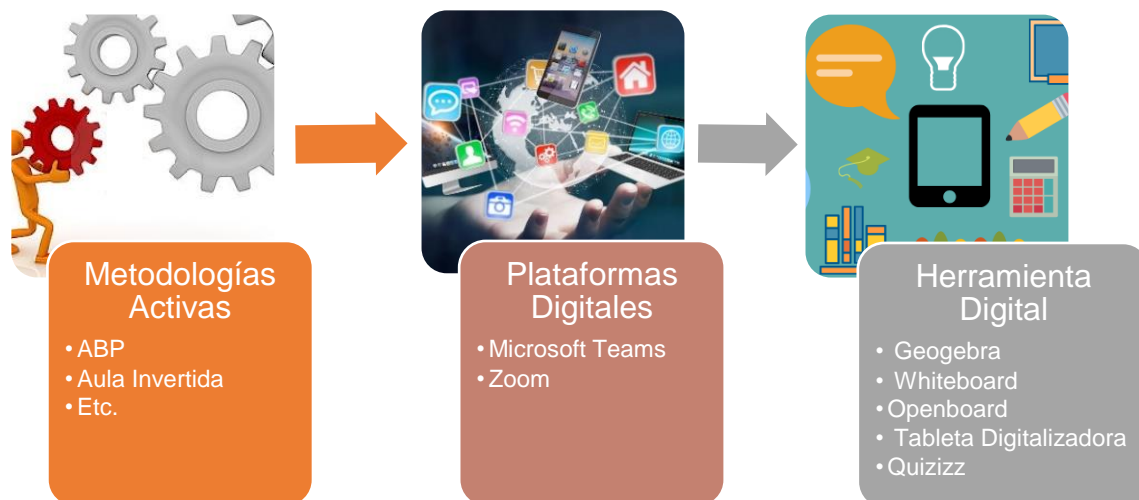 Metodologías
Activas
• ABP
• Aula Invertida
• Etc.
Plataformas
Digitales
• Microsoft Teams
• Zoom
Herramienta
Digital
• Geogebra
• Whiteboard
• Openboard
• Tableta Digitalizadora
• Quizizz